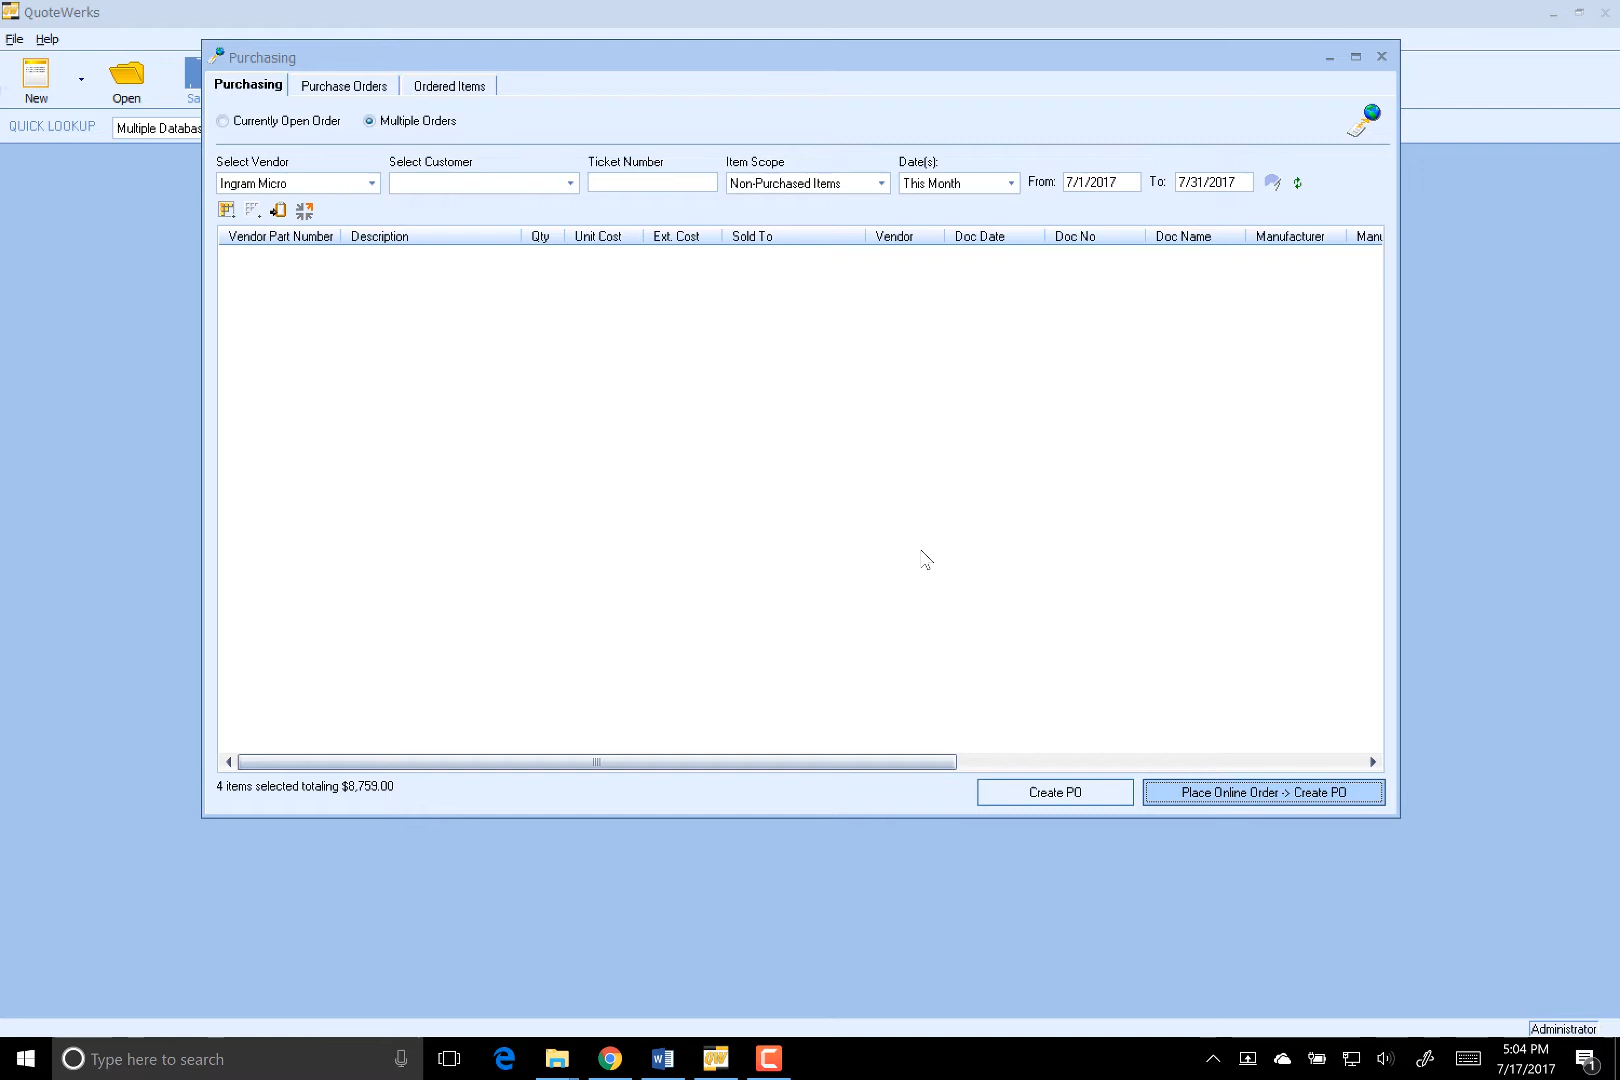 QuoteWerks
File Help
New
Open
Sa
QUICK LOOKUP
Multiple Databas
Purchasing
Purchasing
Purchase Orders
Ordered Items
Currently Open Order
Multiple Orders
Select Vendor
Select Customer
Ticket Number
Item Scope
Date(s):
Ingram Micro
Non-Purchased Items
This Month
From: 7/1/2017
To: 7/31/2017
Vendor Part Number Description Qty Unit Cost Ext. Cost Sold To Vendor Doc Date Doc No Doc Name Manufacturer Manu
4 items selected totaling $8,759.00
Create PO
Place Online Order -> Create PO
Administrator
Type here to search
5:04 PM
7/17/2017
1